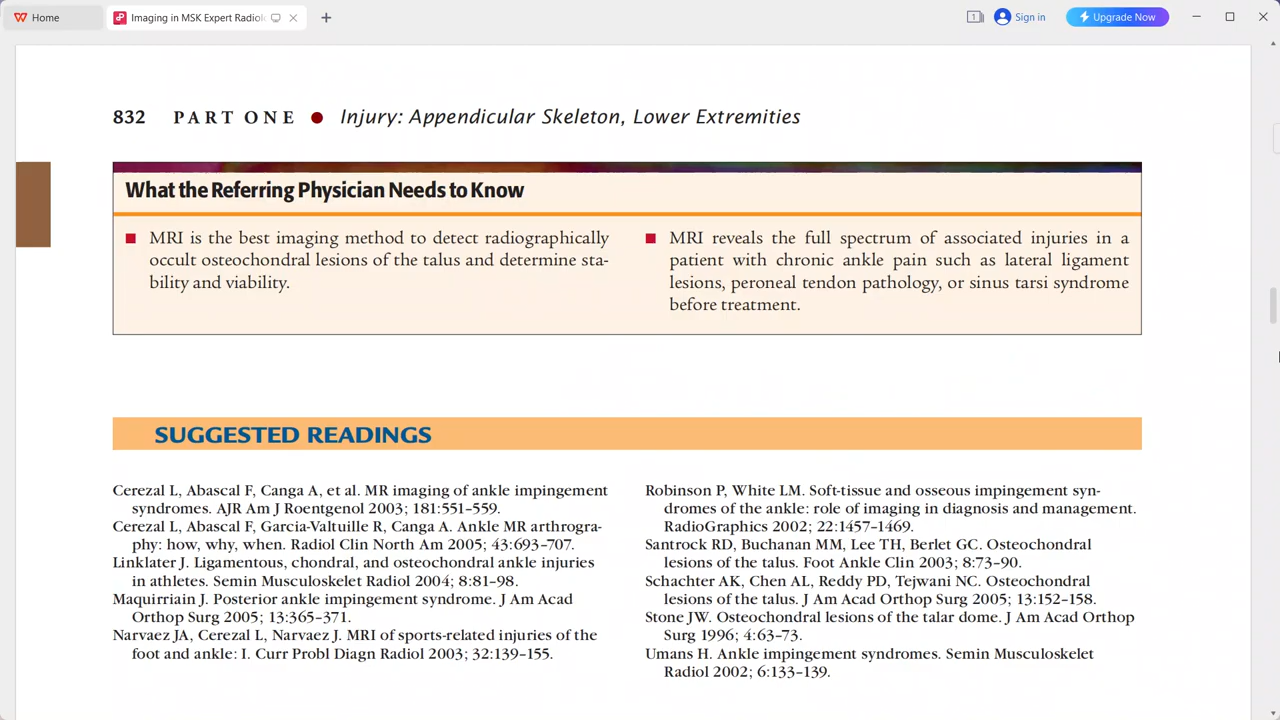 Home
Imaging in MSK Expert Radiol
1
Sign in
Upgrade Now
832 PART ONE ● Injury: Appendicular Skeleton, Lower Extremities
What the Referring Physician Needs to Know
■ MRI is the best imaging method to detect radiographically
occult osteochondral lesions of the talus and determine sta-
bility and viability.
■ MRI reveals the full spectrum of associated injuries in a
patient with chronic ankle pain such as lateral ligament
lesions, peroneal tendon pathology, or sinus tarsi syndrome
before treatment.
SUGGESTED READINGS
Cerezal L, Abascal F, Canga A, et al. MR imaging of ankle impingement
syndromes. AJR Am J Roentgenol 2003; 181:551–559.
Cerezal L, Abascal F, Garcia-Valtuille R, Canga A. Ankle MR arthrogra-
phy: how, why, when. Radiol Clin North Am 2005; 43:693–707.
Linklater J. Ligamentous, chondral, and osteochondral ankle injuries
in athletes. Semin Musculoskelet Radiol 2004; 8:81–98.
Maquirriain J. Posterior ankle impingement syndrome. J Am Acad
Orthop Surg 2005; 13:365–371.
Narvaez JA, Cerezal L, Narvaez J. MRI of sports-related injuries of the
foot and ankle: I. Curr Probl Diagn Radiol 2003; 32:139–155.
Robinson P, White LM. Soft-tissue and osseous impingement syn-
dromes of the ankle: role of imaging in diagnosis and management.
RadioGraphics 2002; 22:1457–1469.
Santrock RD, Buchanan MM, Lee TH, Berlet GC. Osteochondral
lesions of the talus. Foot Ankle Clin 2003; 8:73–90.
Schachter AK, Chen AL, Reddy PD, Tejwani NC. Osteochondral
lesions of the talus. J Am Acad Orthop Surg 2005; 13:152–158.
Stone JW. Osteochondral lesions of the talar dome. J Am Acad Orthop
Surg 1996; 4:63–73.
Umans H. Ankle impingement syndromes. Semin Musculoskelet
Radiol 2002; 6:133–139.